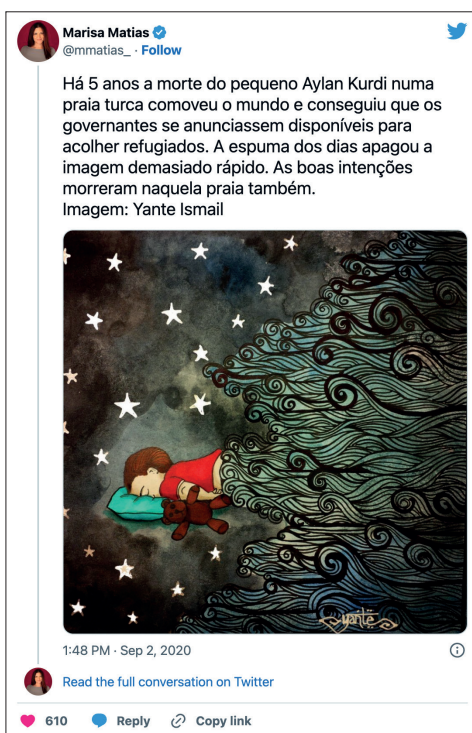 Marisa Matias
@mmatias_ · Follow
Há 5 anos a morte do pequeno Aylan Kurdi numa
praia turca comoveu o mundo e conseguiu que os
governantes se anunciassem disponíveis para
acolher refugiados. A espuma dos dias apagou a
imagem demasiado rápido. As boas intenções
morreram naquela praia também.
Imagem: Yante Ismail
yante
1:48 PM · Sep 2, 2020
Read the full conversation on Twitter
610 Reply Copy link